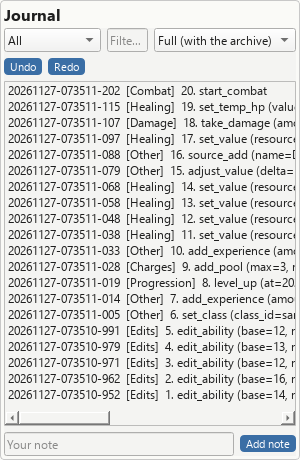 Journal
All Filte... Full (with the archive)
Undo Redo
20261127-073511-202 [Combat] 20. start_combat
20261127-073511-115 [Healing] 19. set_temp_hp (valu
20261127-073511-107 [Damage] 18. take_damage (amo
20261127-073511-097 [Healing] 17. set_value (resourc
20261127-073511-088 [Other] 16. source_add (name=D
20261127-073511-079 [Other] 15. adjust_value (delta=
20261127-073511-068 [Healing] 14. set_value (resourc
20261127-073511-058 [Healing] 13. set_value (resourc
20261127-073511-048 [Healing] 12. set_value (resourc
20261127-073511-038 [Healing] 11. set_value (resourc
20261127-073511-033 [Other] 10. add_experience (amo
20261127-073511-028 [Charges] 9. add_pool (max=3, r
20261127-073511-019 [Progression] 8. level_up (at=20
20261127-073511-014 [Other] 7. add_experience (amou
20261127-073511-005 [Other] 6. set_class (class_id=sa
20261127-073510-991 [Edits] 5. edit_ability (base=12, n
20261127-073510-979 [Edits] 4. edit_ability (base=13, n
20261127-073510-971 [Edits] 3. edit_ability (base=12, n
20261127-073510-962 [Edits] 2. edit_ability (base=16, n
20261127-073510-952 [Edits] 1. edit_ability (base=14, n
Your note Add note